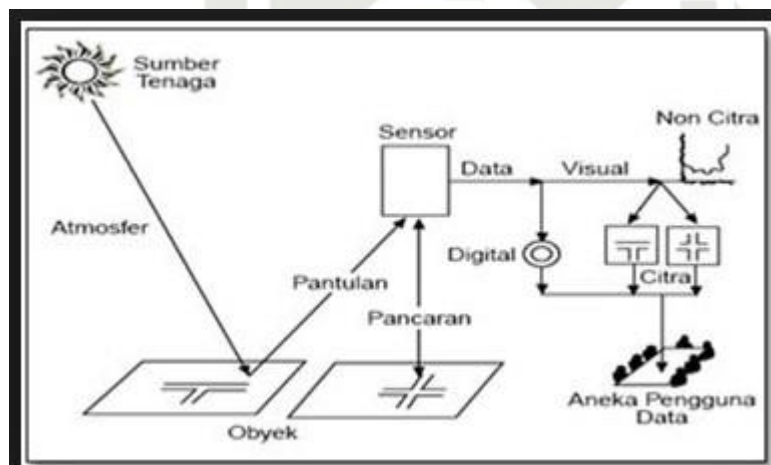 Sumber
Tenaga
Non Citra
Sensor
Data
Visual
Atmosfer
Digital
Citra
Pantulan
Pancaran
Aneka Pengguna
Data
Obyek